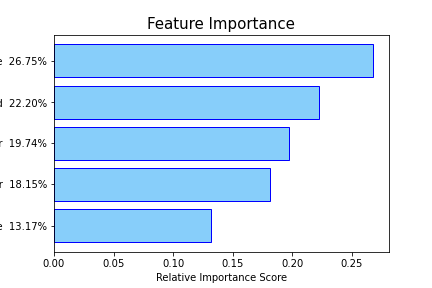 Feature Importance
e 26.75%
d 22.20%
r 19.74%
r 18.15%
e 13.17%
0.00 0.05 0.10 0.15 0.20 0.25
Relative Importance Score